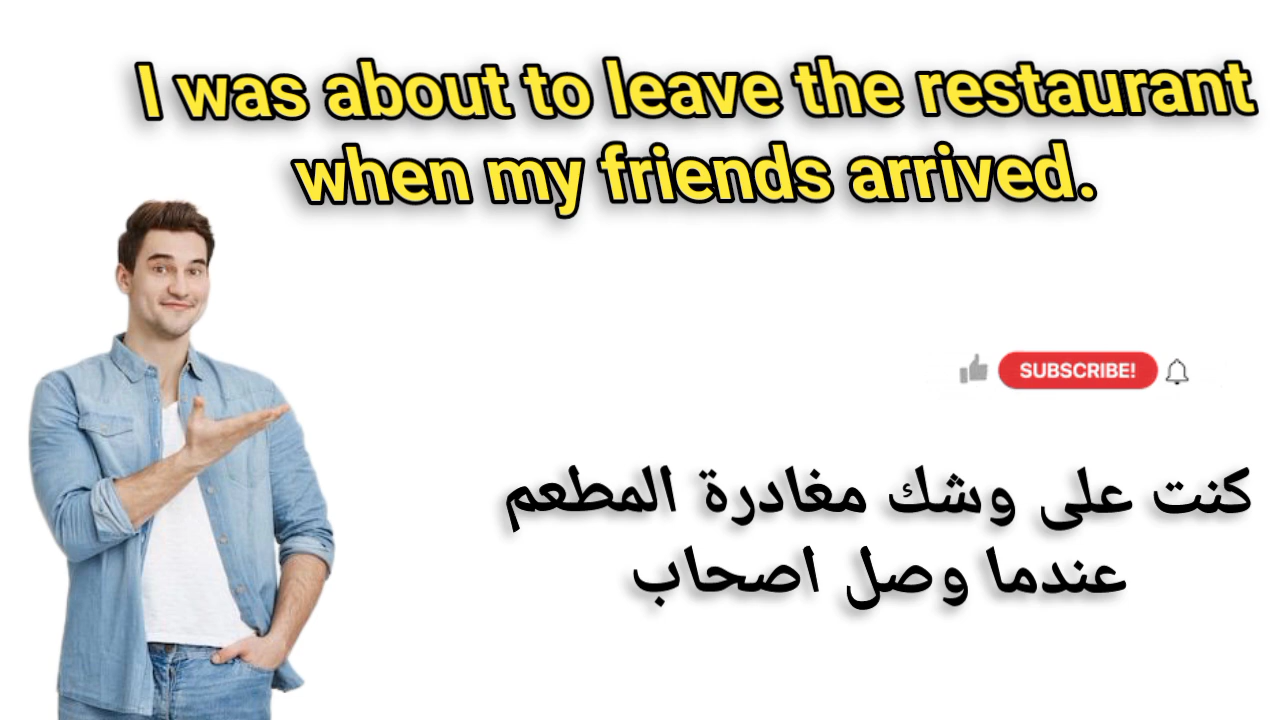 I was about to leave the restaurant
when my friends arrived.
SUBSCRIBE!
كنت على وشك مغادرة المطعم
عندما وصل اصحاب